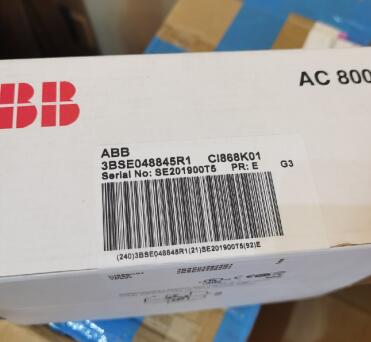 ABB
AC 800
ABB
3BSE048845R1 CI868K01
Serial No: SE201900T5 PR: E G3
(240)3BSE048845R1(21)SE201900T5(92)E